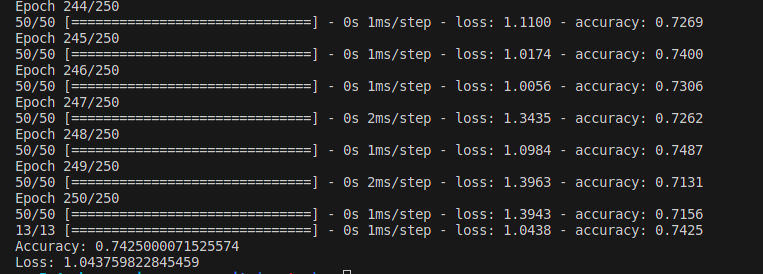 Epoch 244/250
50/50 [==============================] - 0s 1ms/step - loss: 1.1100 - accuracy: 0.7269
Epoch 245/250
50/50 [==============================] - 0s 1ms/step - loss: 1.0174 - accuracy: 0.7400
Epoch 246/250
50/50 [==============================] - 0s 1ms/step - loss: 1.0056 - accuracy: 0.7306
Epoch 247/250
50/50 [==============================] - 0s 2ms/step - loss: 1.3435 - accuracy: 0.7262
Epoch 248/250
50/50 [==============================] - 0s 1ms/step - loss: 1.0984 - accuracy: 0.7487
Epoch 249/250
50/50 [==============================] - 0s 2ms/step - loss: 1.3963 - accuracy: 0.7131
Epoch 250/250
50/50 [==============================] - 0s 1ms/step - loss: 1.3943 - accuracy: 0.7156
13/13 [==============================] - 0s 1ms/step - loss: 1.0438 - accuracy: 0.7425
Accuracy: 0.7425000071525574
Loss: 1.043759822845459